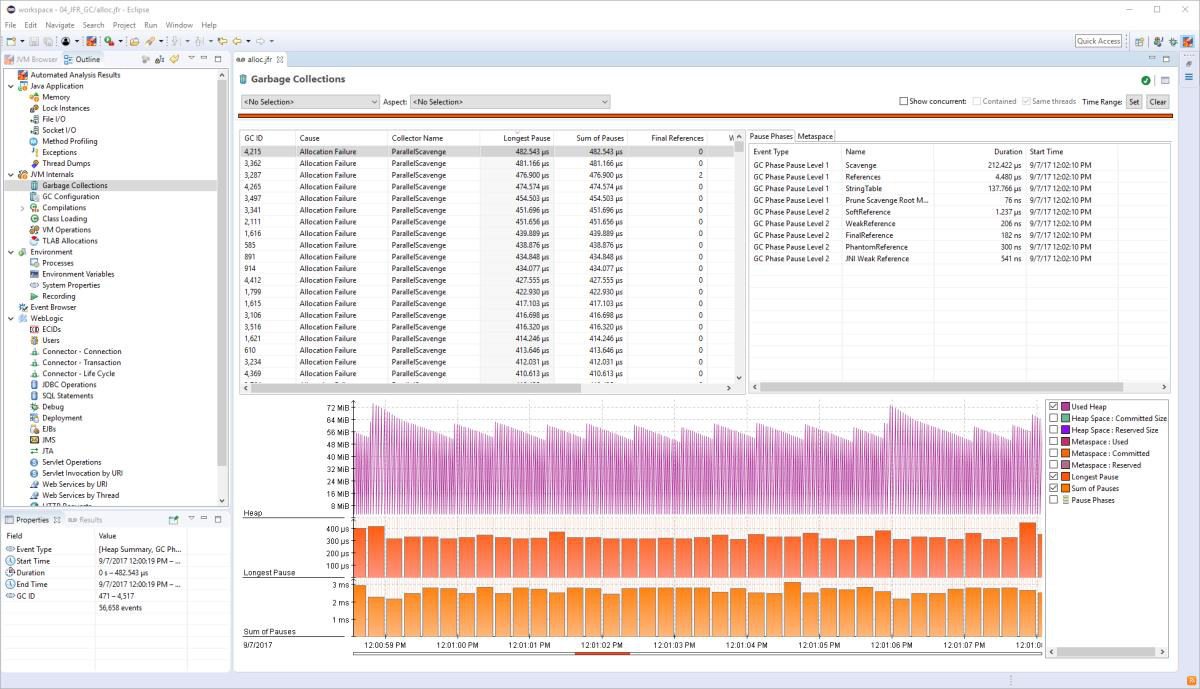 workspace - 04_JFR_GC/alloc.jfr - Eclipse
File Edit Navigate Search Project Run Window Help
Quick Access
JVM Browser Outline
Automated Analysis Results
Java Application
Memory
Lock Instances
File I/O
Socket I/O
Method Profiling
Exceptions
Thread Dumps
JVM Internals
Garbage Collections
GC Configuration
Compilations
Class Loading
VM Operations
TLAB Allocations
Environment
Processes
Environment Variables
System Properties
Recording
Event Browser
WebLogic
ECIDs
Users
Connector - Connection
Connector - Transaction
Connector - Life Cycle
JDBC Operations
SQL Statements
Debug
Deployment
EJBs
JMS
JTA
Servlet Operations
Servlet Invocation by URI
Web Services by URI
Web Services by Thread
HTTP Requests
Properties Results
Field Value
Event Type [Heap Summary, GC Ph...
Start Time 9/7/2017 12:00:19 PM – ...
Duration 0 s – 482.543 µs
End Time 9/7/2017 12:00:19 PM – ...
GC ID 471 – 4,517
56,658 events
alloc.jfr
Garbage Collections
<No Selection> Aspect: <No Selection> Show concurrent: Contained Same threads Time Range: Set Clear
GC ID Cause Collector Name Longest Pause Sum of Pauses Final References W
4,215 Allocation Failure ParallelScavenge 482.543 µs 482.543 µs 0
3,362 Allocation Failure ParallelScavenge 481.166 µs 481.166 µs 0
3,287 Allocation Failure ParallelScavenge 476.900 µs 476.900 µs 2
4,265 Allocation Failure ParallelScavenge 474.574 µs 474.574 µs 0
3,497 Allocation Failure ParallelScavenge 454.503 µs 454.503 µs 0
3,341 Allocation Failure ParallelScavenge 451.696 µs 451.696 µs 0
2,111 Allocation Failure ParallelScavenge 451.656 µs 451.656 µs 0
1,616 Allocation Failure ParallelScavenge 439.889 µs 439.889 µs 0
585 Allocation Failure ParallelScavenge 438.876 µs 438.876 µs 0
891 Allocation Failure ParallelScavenge 434.848 µs 434.848 µs 0
914 Allocation Failure ParallelScavenge 434.077 µs 434.077 µs 0
4,412 Allocation Failure ParallelScavenge 427.555 µs 427.555 µs 0
1,799 Allocation Failure ParallelScavenge 422.930 µs 422.930 µs 0
1,615 Allocation Failure ParallelScavenge 417.103 µs 417.103 µs 0
3,106 Allocation Failure ParallelScavenge 416.698 µs 416.698 µs 0
3,516 Allocation Failure ParallelScavenge 416.320 µs 416.320 µs 0
1,621 Allocation Failure ParallelScavenge 414.246 µs 414.246 µs 0
610 Allocation Failure ParallelScavenge 413.646 µs 413.646 µs 0
3,234 Allocation Failure ParallelScavenge 412.031 µs 412.031 µs 0
4,369 Allocation Failure ParallelScavenge 410.613 µs 410.613 µs 0
Pause Phases Metaspace
Event Type Name Duration Start Time
GC Phase Pause Level 1 Scavenge 212.422 µs 9/7/17 12:02:10 PM
GC Phase Pause Level 1 References 4.480 µs 9/7/17 12:02:10 PM
GC Phase Pause Level 1 StringTable 137.766 µs 9/7/17 12:02:10 PM
GC Phase Pause Level 1 Prune Scavenge Root M... 76 ns 9/7/17 12:02:10 PM
GC Phase Pause Level 2 SoftReference 1.237 µs 9/7/17 12:02:10 PM
GC Phase Pause Level 2 WeakReference 206 ns 9/7/17 12:02:10 PM
GC Phase Pause Level 2 FinalReference 182 ns 9/7/17 12:02:10 PM
GC Phase Pause Level 2 PhantomReference 300 ns 9/7/17 12:02:10 PM
GC Phase Pause Level 2 JNI Weak Reference 541 ns 9/7/17 12:02:10 PM
72 MiB
64 MiB
56 MiB
48 MiB
40 MiB
32 MiB
24 MiB
16 MiB
8 MiB
Heap
400 µs
300 µs
200 µs
100 µs
Longest Pause
3 ms
2 ms
1 ms
Sum of Pauses
9/7/2017 12:00:59 PM 12:01:00 PM 12:01:01 PM 12:01:02 PM 12:01:03 PM 12:01:04 PM 12:01:05 PM 12:01:06 PM 12:01:07 PM 12:01:0
Used Heap
Heap Space : Committed Size
Heap Space : Reserved Size
Metaspace : Used
Metaspace : Committed
Metaspace : Reserved
Longest Pause
Sum of Pauses
Pause Phases